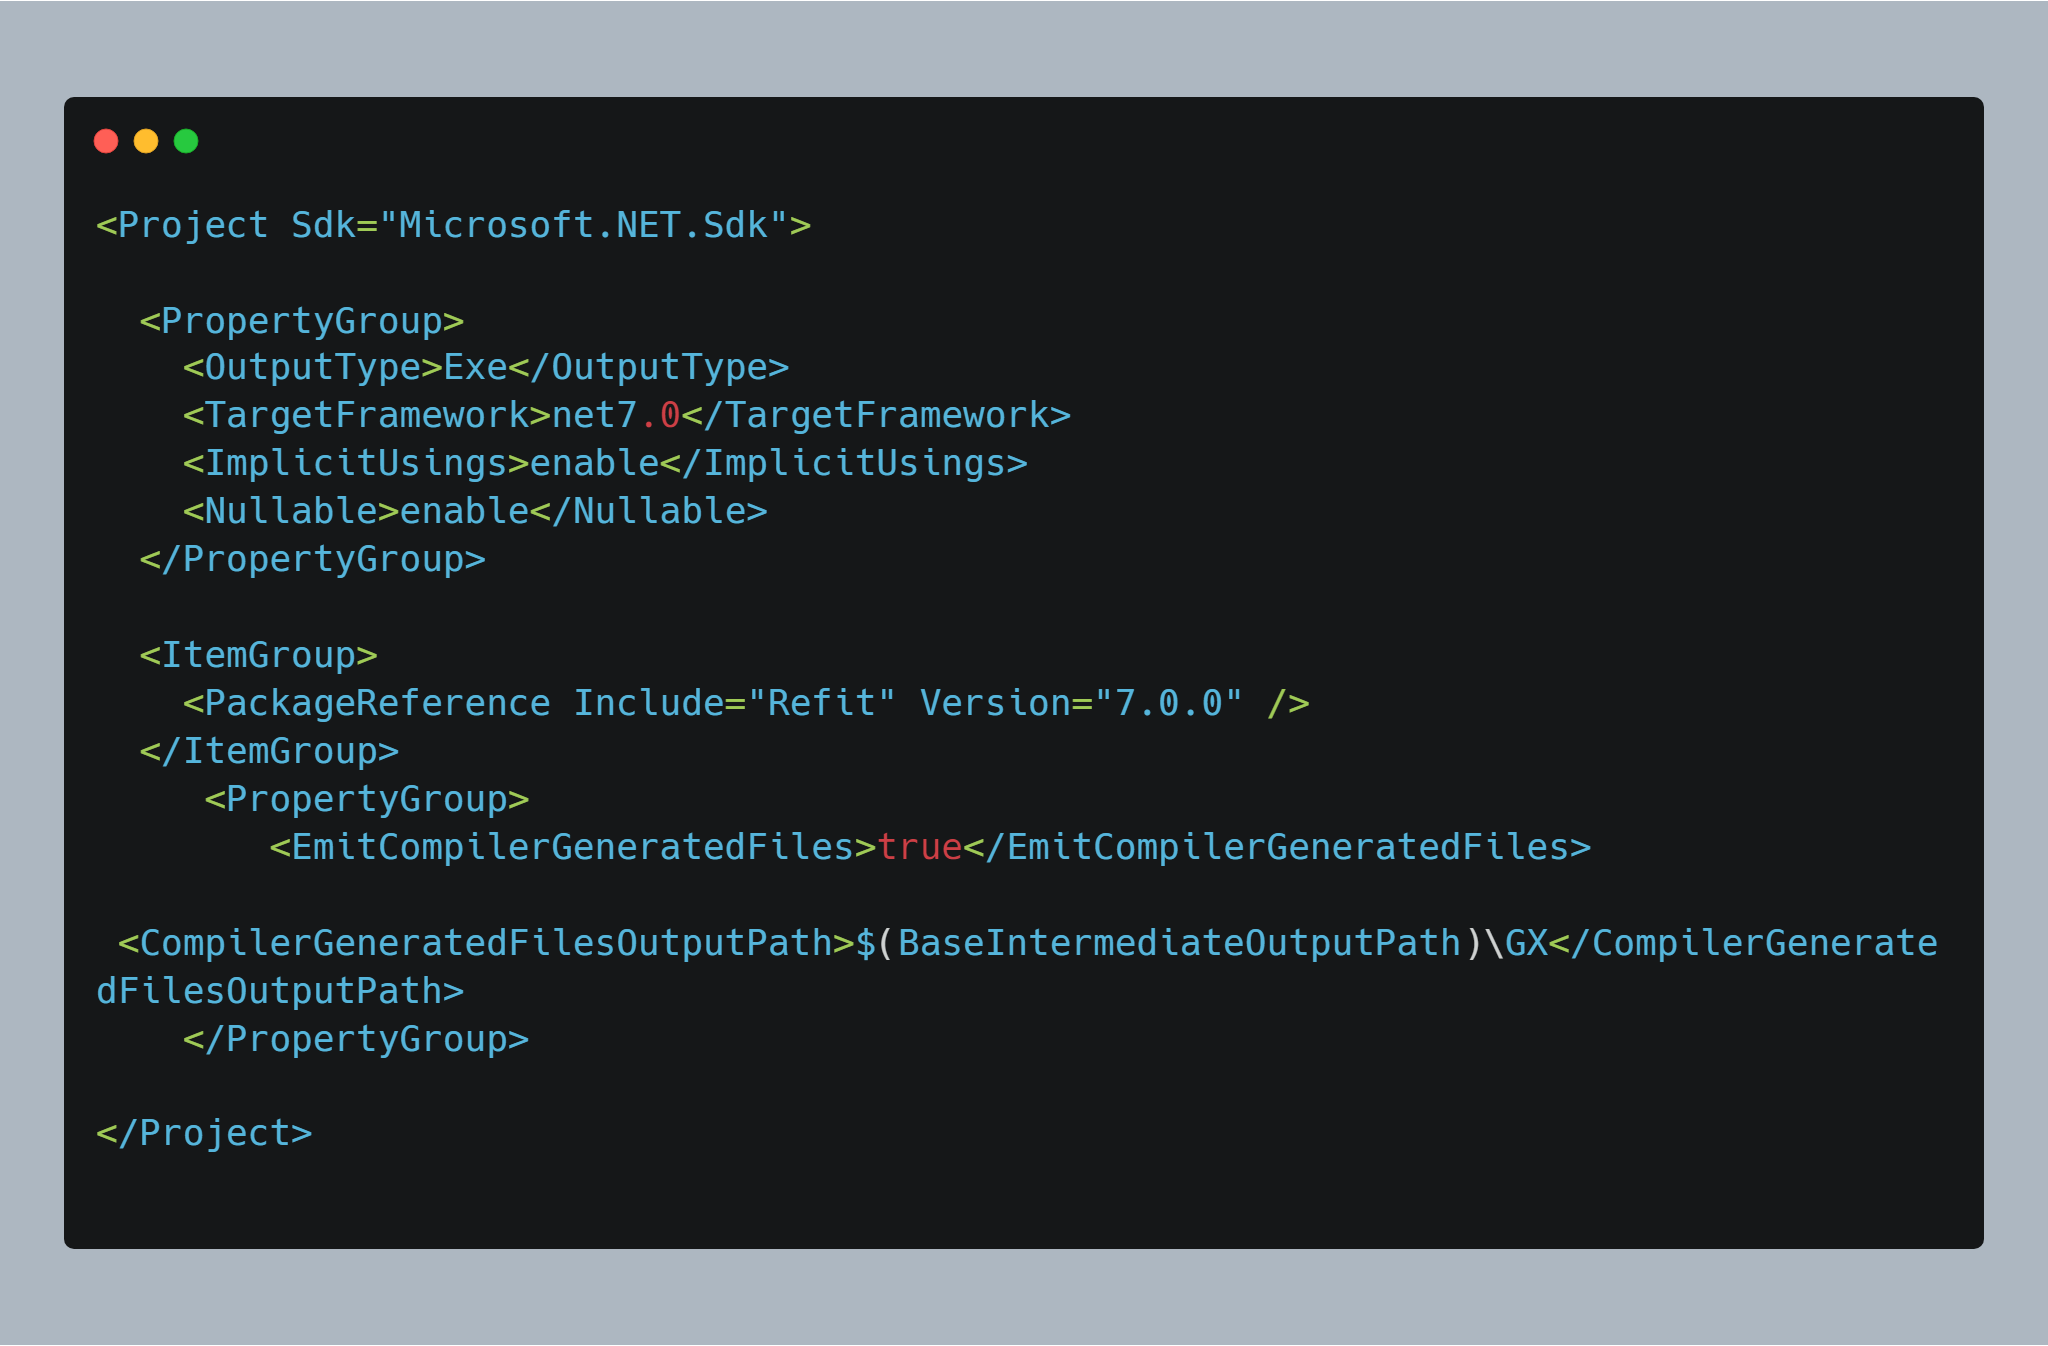 <Project Sdk="Microsoft.NET.Sdk">

  <PropertyGroup>
    <OutputType>Exe</OutputType>
    <TargetFramework>net7.0</TargetFramework>
    <ImplicitUsings>enable</ImplicitUsings>
    <Nullable>enable</Nullable>
  </PropertyGroup>

  <ItemGroup>
    <PackageReference Include="Refit" Version="7.0.0" />
  </ItemGroup>
     <PropertyGroup>
        <EmitCompilerGeneratedFiles>true</EmitCompilerGeneratedFiles>

 <CompilerGeneratedFilesOutputPath>$(BaseIntermediateOutputPath)\GX</CompilerGenerate
dFilesOutputPath>
    </PropertyGroup>

</Project>